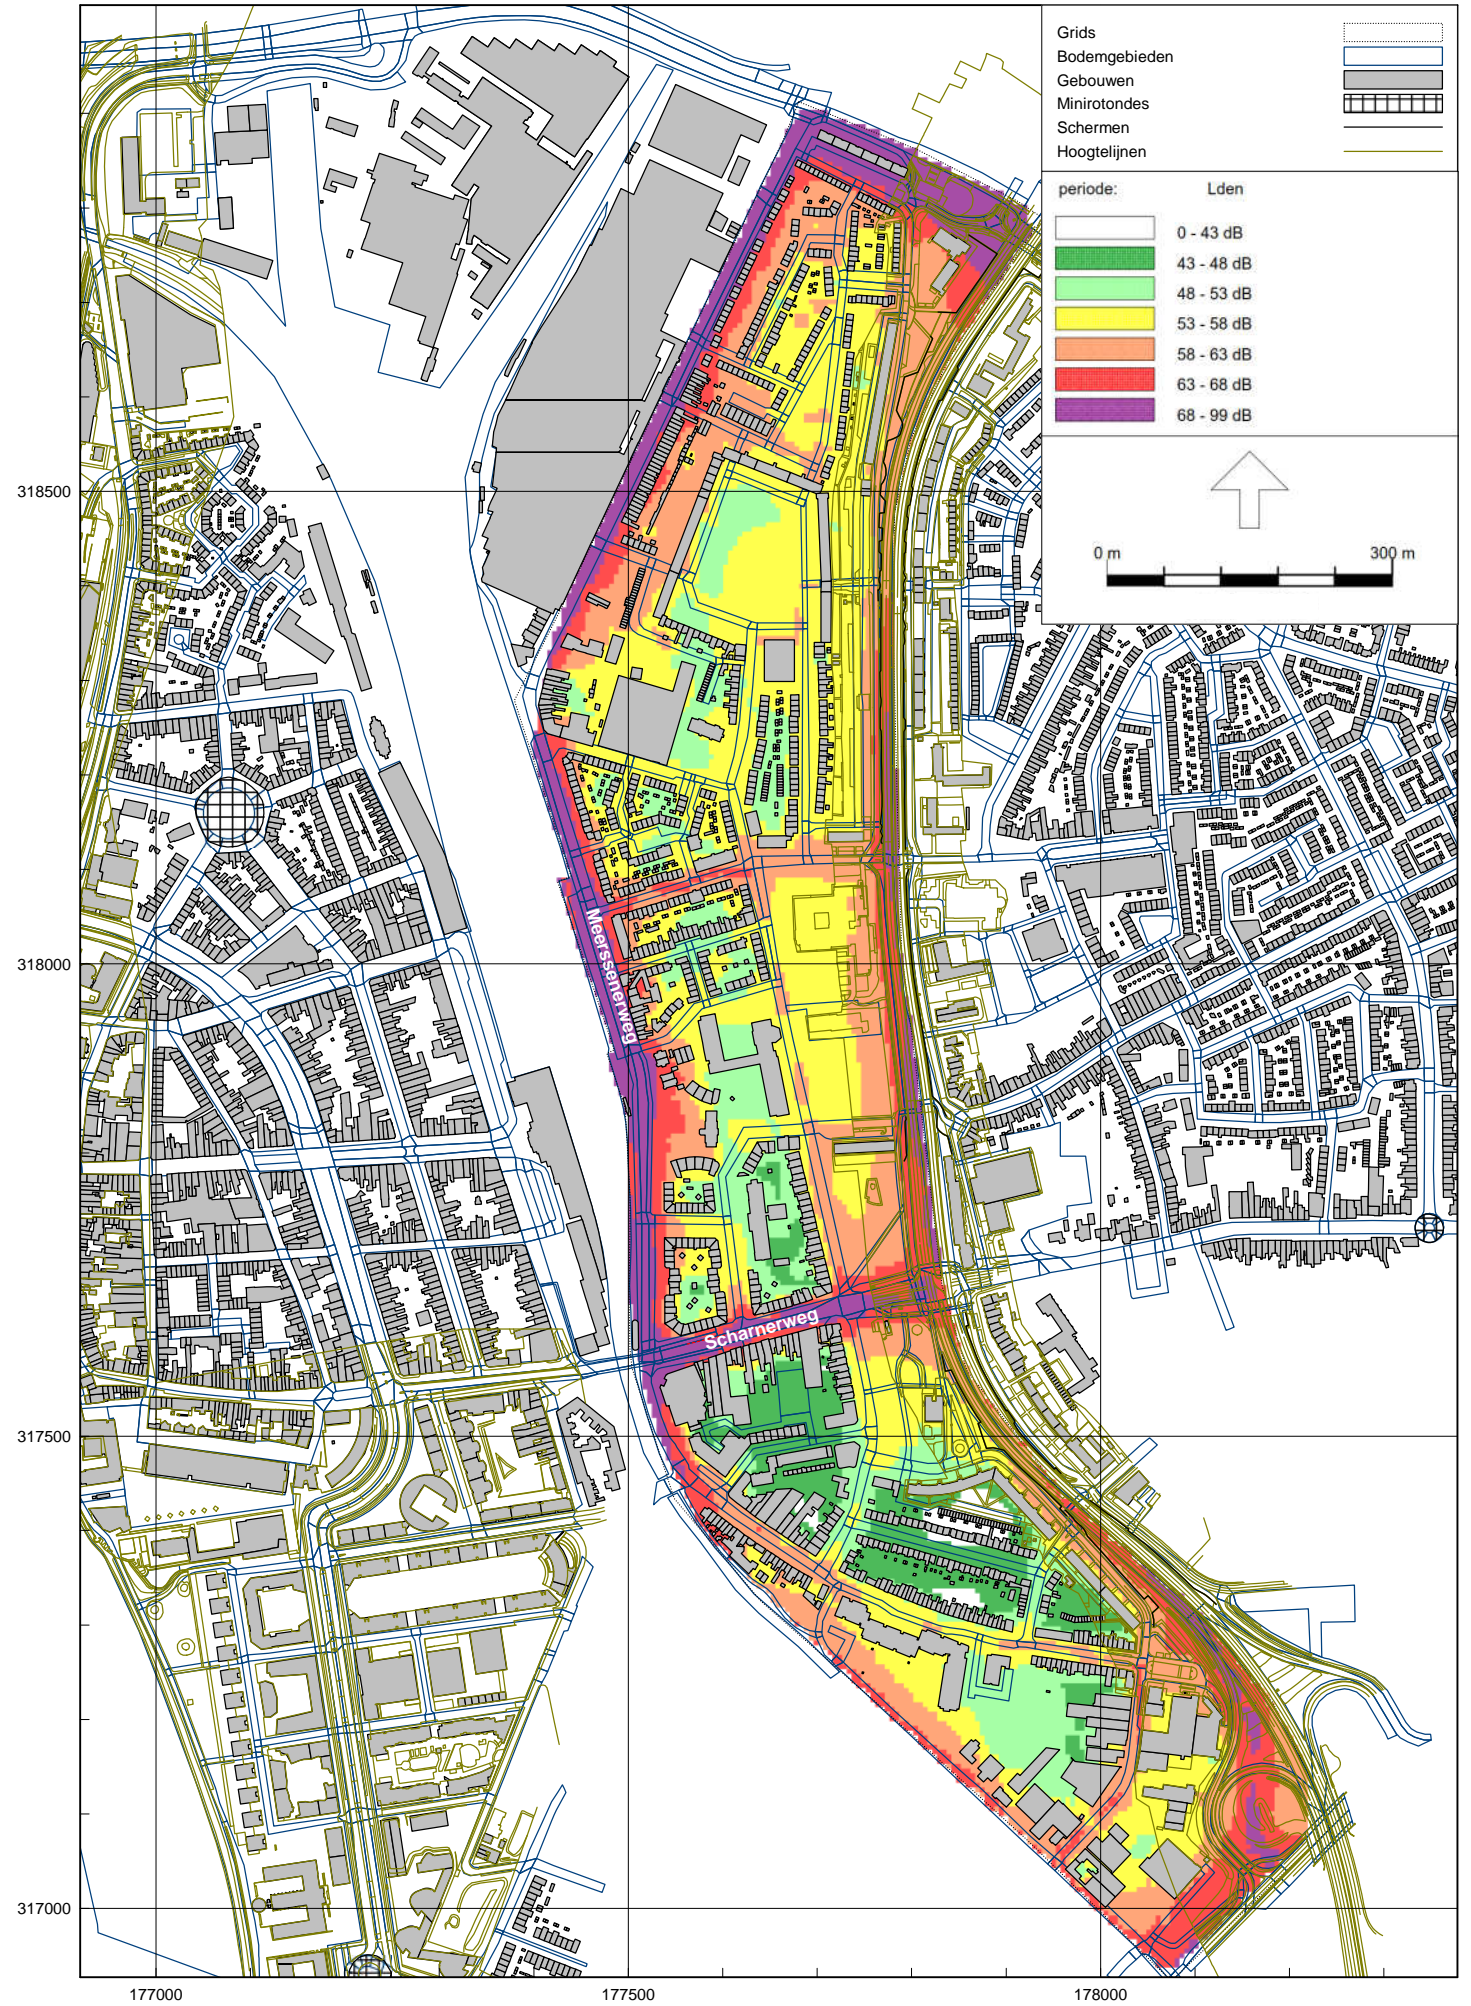 Grids
Bodemgebieden
Gebouwen
Minirotondes
Schermen
Hoogtelijnen
periode: Lden
0 - 43 dB
43 - 48 dB
48 - 53 dB
53 - 58 dB
58 - 63 dB
63 - 68 dB
68 - 99 dB
0 m 300 m
318500
318000
Meerssenerweg
Scharnerweg
317500
317000
177000 177500 178000